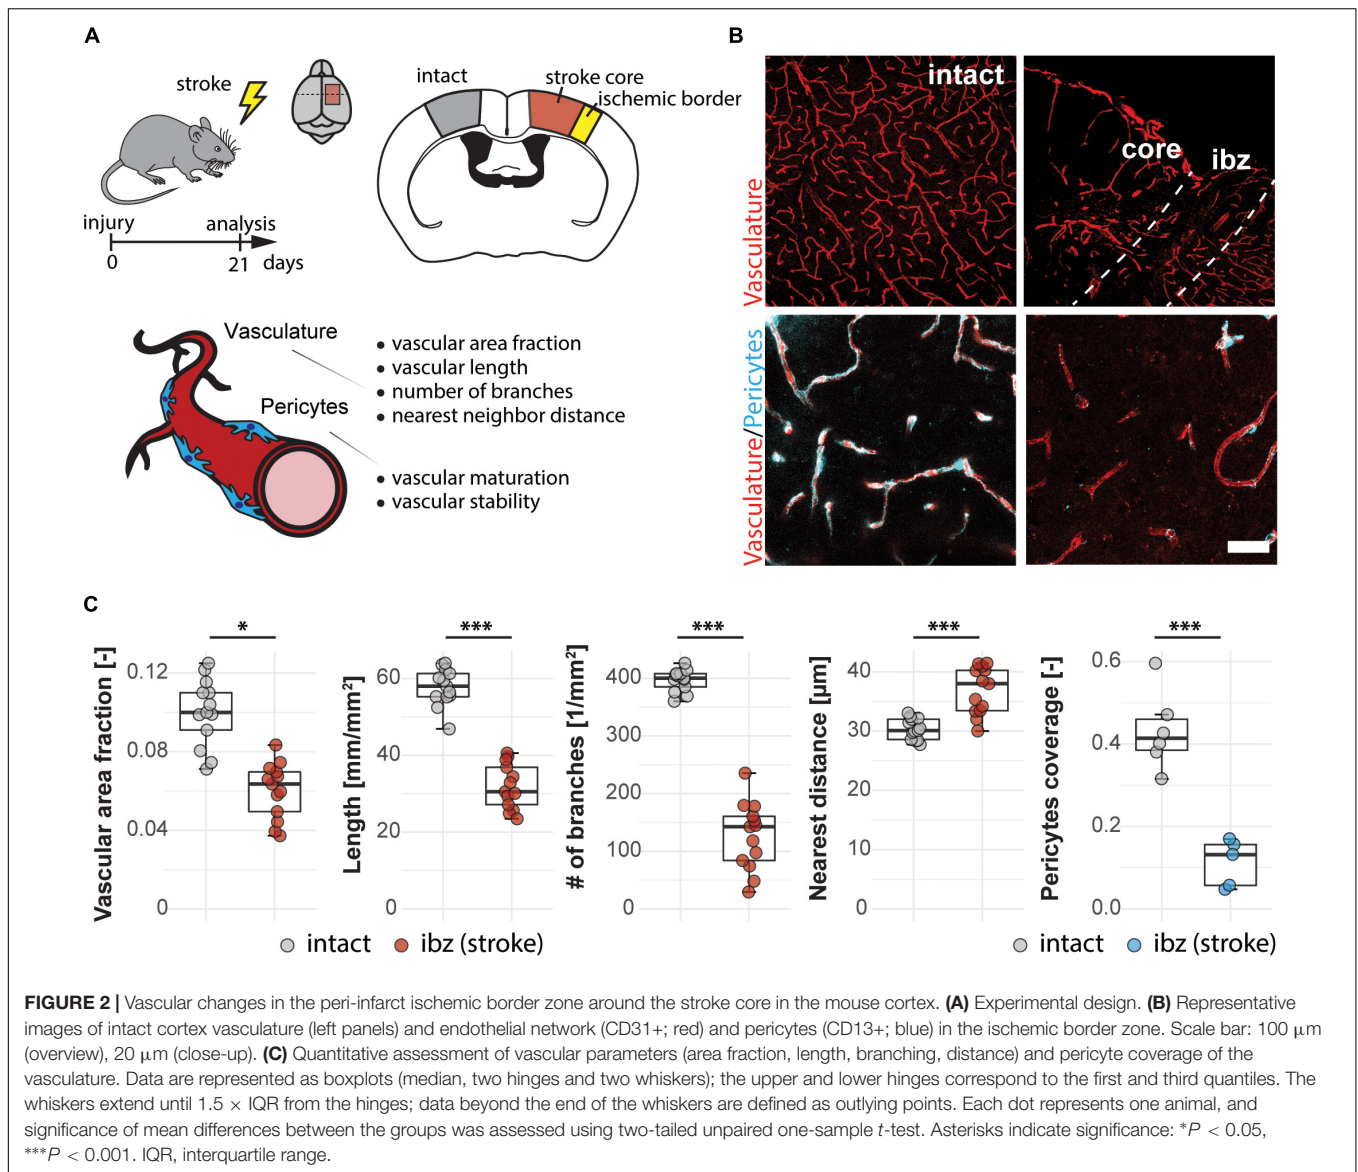 A
stroke
injury
analysis
0
21
days
intact
stroke core
ischemic border
Vasculature
Pericytes
• vascular area fraction
• vascular length
• number of branches
• nearest neighbor distance
• vascular maturation
• vascular stability
B
Vasculature
intact
core
ibz
Vasculature/Pericytes
C
Vascular area fraction [-]
0.12
0.08
0.04
0
*
Length [mm/mm²]
60
40
20
0
***
# of branches [1/mm²]
400
300
200
100
0
***
Nearest distance [µm]
40
30
20
10
0
***
Pericytes coverage [-]
0.6
0.4
0.2
0.0
***
intact
ibz (stroke)
intact
ibz (stroke)
FIGURE 2 | Vascular changes in the peri-infarct ischemic border zone around the stroke core in the mouse cortex. (A) Experimental design. (B) Representative
images of intact cortex vasculature (left panels) and endothelial network (CD31+; red) and pericytes (CD13+; blue) in the ischemic border zone. Scale bar: 100 µm
(overview), 20 µm (close-up). (C) Quantitative assessment of vascular parameters (area fraction, length, branching, distance) and pericyte coverage of the
vasculature. Data are represented as boxplots (median, two hinges and two whiskers); the upper and lower hinges correspond to the first and third quantiles. The
whiskers extend until 1.5 × IQR from the hinges; data beyond the end of the whiskers are defined as outlying points. Each dot represents one animal, and
significance of mean differences between the groups was assessed using two-tailed unpaired one-sample t-test. Asterisks indicate significance: *P < 0.05,
***P < 0.001. IQR, interquartile range.